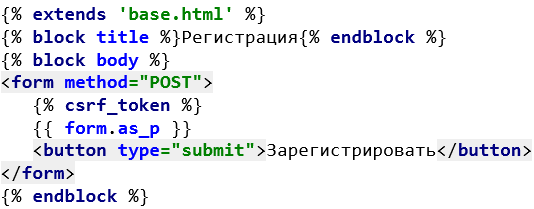 {% extends 'base.html' %}
{% block title %}Регистрация{% endblock %}
{% block body %}
<form method="POST">
{% csrf_token %}
{{ form.as_p }}
<button type="submit">Зарегистрировать</button>
</form>
{% endblock %}